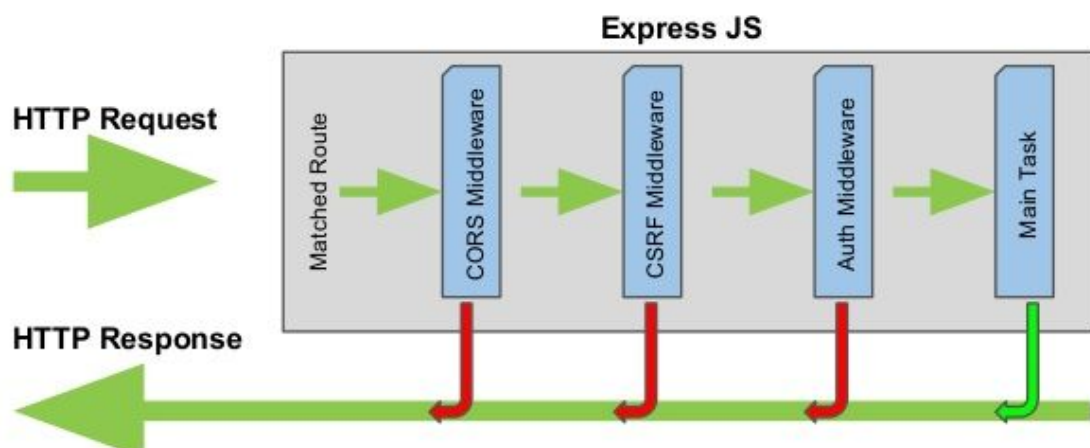 Express JS
HTTP Request
Matched Route
CORS Middleware
CSRF Middleware
Auth Middleware
Main Task
HTTP Response